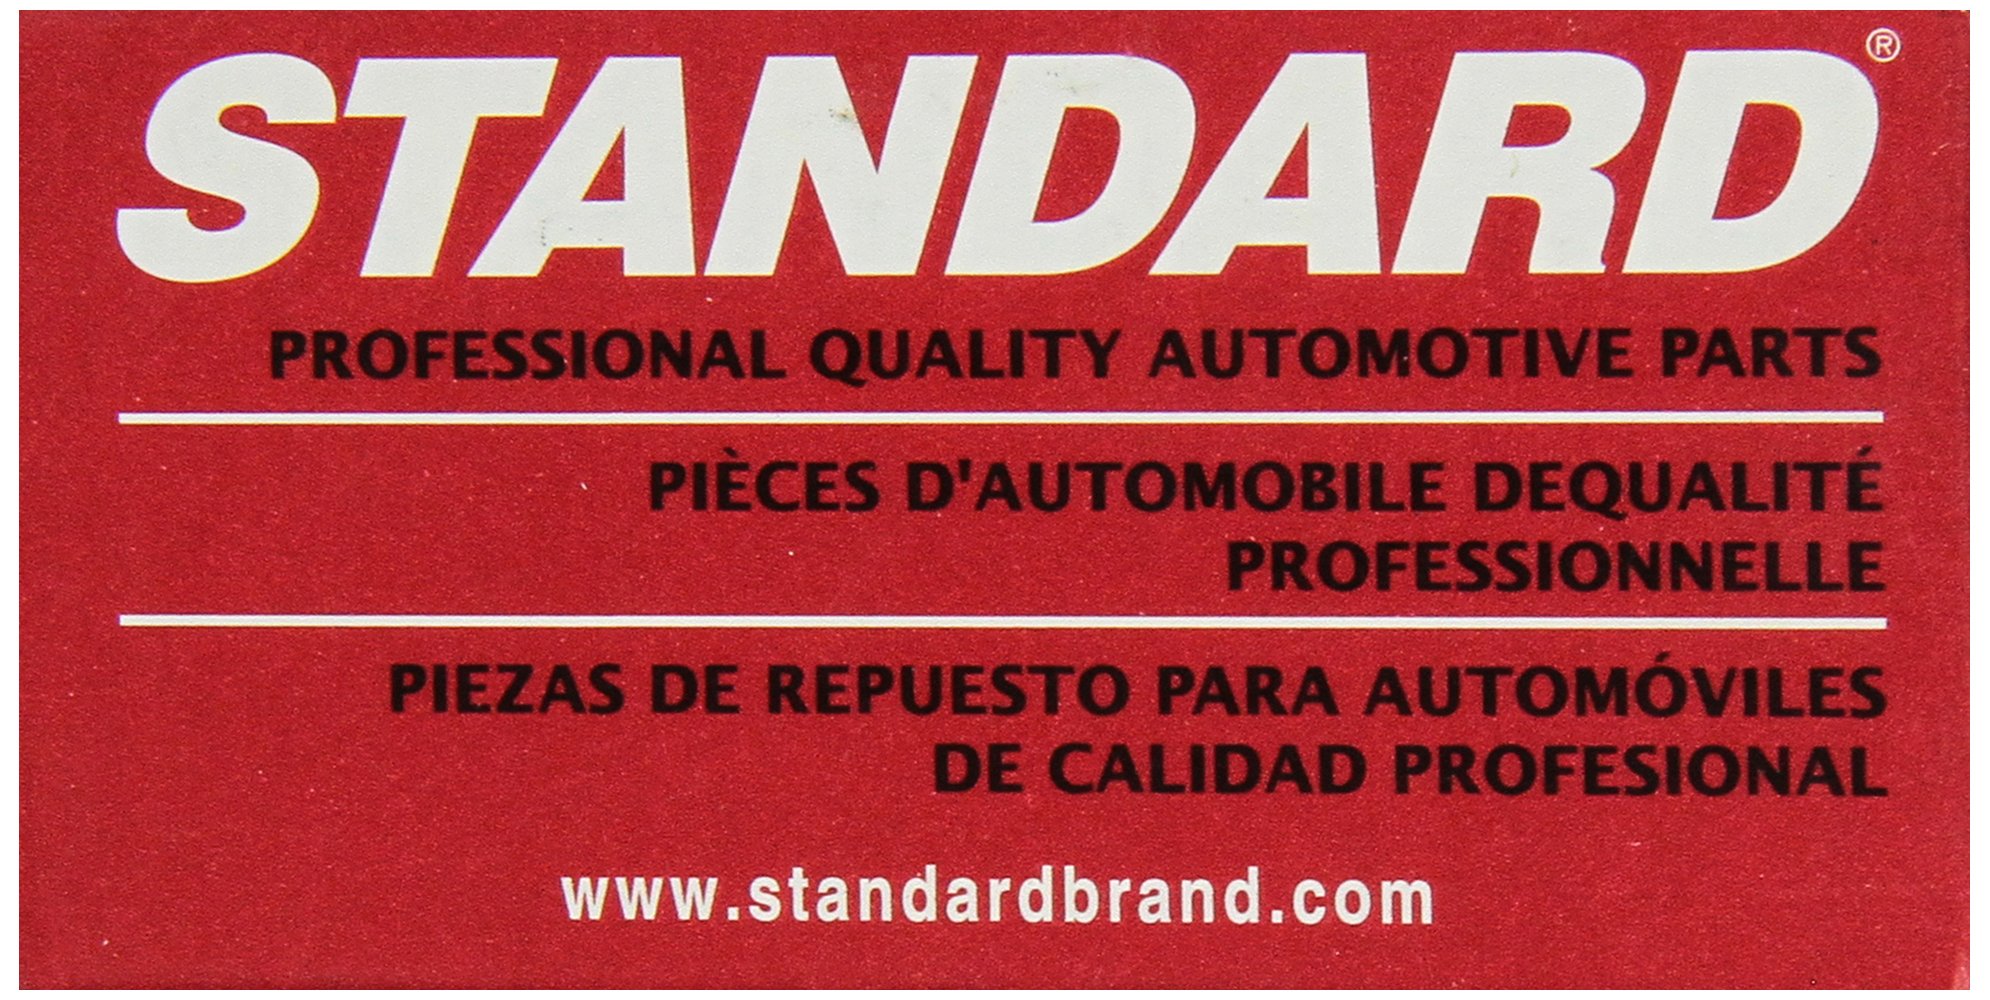 STANDARD®
PROFESSIONAL QUALITY AUTOMOTIVE PARTS
PIÈCES D'AUTOMOBILE DEQUALITÉ
PROFESSIONNELLE
PIEZAS DE REPUESTO PARA AUTOMÓVILES
DE CALIDAD PROFESIONAL
www.standardbrand.com